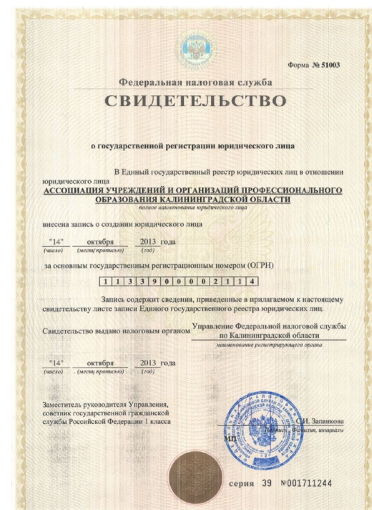 Форма № 51003
Федеральная налоговая служба
СВИДЕТЕЛЬСТВО
о государственной регистрации юридического лица
В Единый государственный реестр юридических лиц в отношении
юридического лица
АССОЦИАЦИЯ УЧРЕЖДЕНИЙ И ОРГАНИЗАЦИЙ ПРОФЕССИОНАЛЬНОГО
ОБРАЗОВАНИЯ КАЛИНИНГРАДСКОЙ ОБЛАСТИ
полное наименование юридического лица
внесена запись о создании юридического лица
"14" октября 2013 года
(число) (месяц прописью) (год)
за основным государственным регистрационным номером (ОГРН)
1 1 3 3 9 0 0 0 0 2 1 1 4
Запись содержит сведения, приведенные в прилагаемом к настоящему
свидетельству листе записи Единого государственного реестра юридических лиц.
Свидетельство выдано налоговым органом Управление Федеральной налоговой службы
по Калининградской области
наименование регистрирующего органа
"14" октября 2013 года
(число) (месяц прописью) (год)
Заместитель руководителя Управления,
советник государственной гражданской
службы Российской Федерации 1 класса
С.И. Запивкова
Подпись, Фамилия, инициалы
МП
серия 39 №001711244